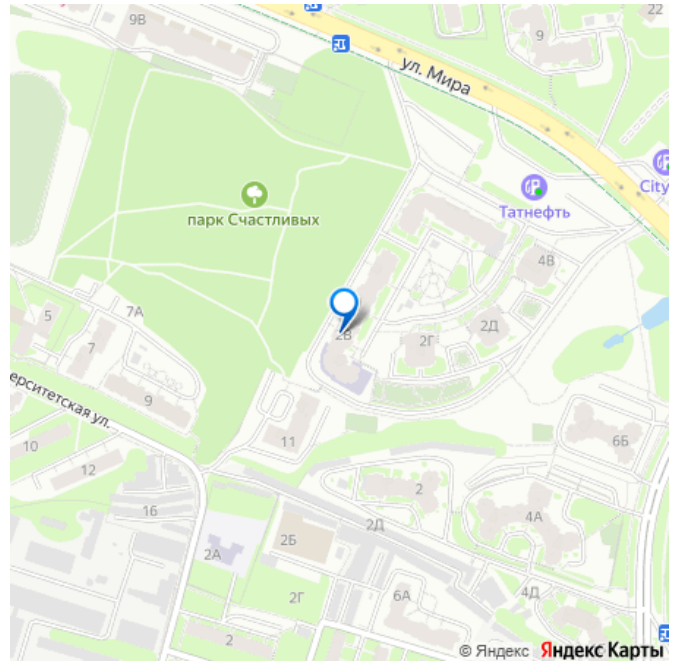 9В
22
9
ул. Мира
Татнефть
City
парк Счастливых
4В
7А
5
7
2В
2Г
2Д
9
ерситетская ул.
11
10
12
6Б
2
16
4А
2Д
2Б
2А
2Г
6А
4Д
2
© Яндекс Яндекс Карты